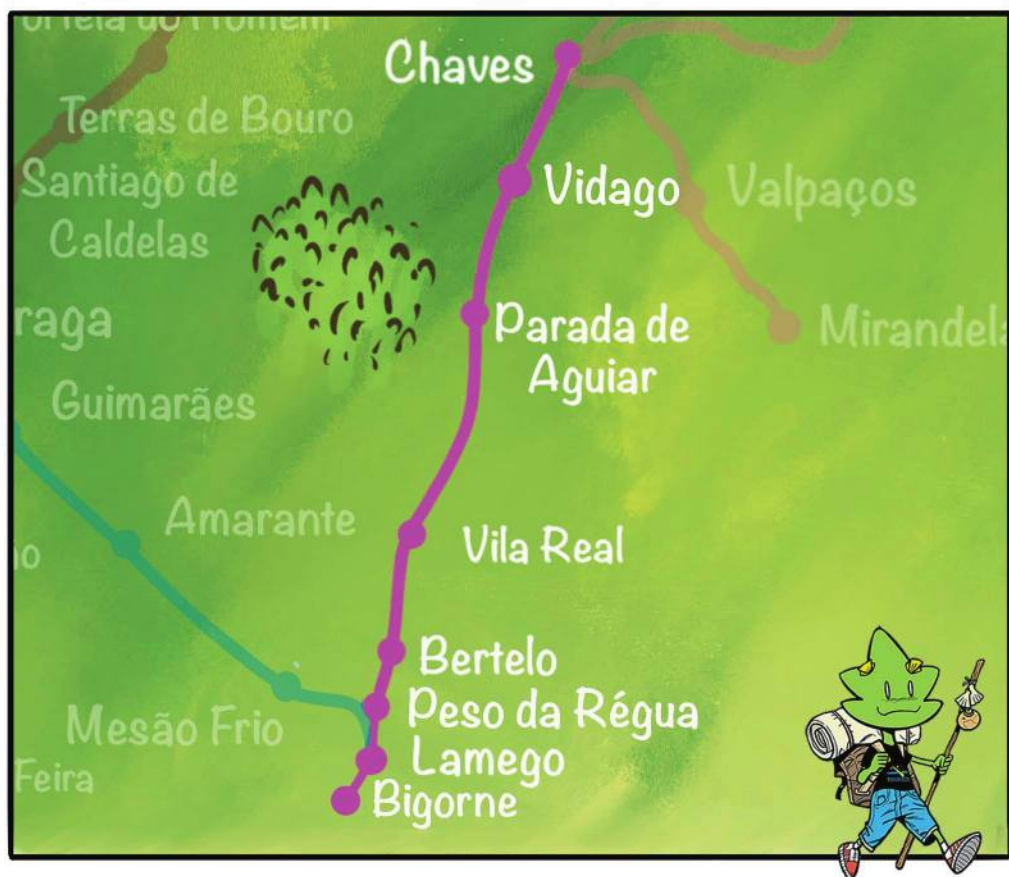 Chaves
Terras de Bouro
Santiago de
Caldelas
Vidago
Valpaços
raga
Parada de
Aguiar
Mirandela
Guimarães
Amarante
Vila Real
Bertelo
Peso da Régua
Mesão Frio
Lamego
Feira
Bigorne